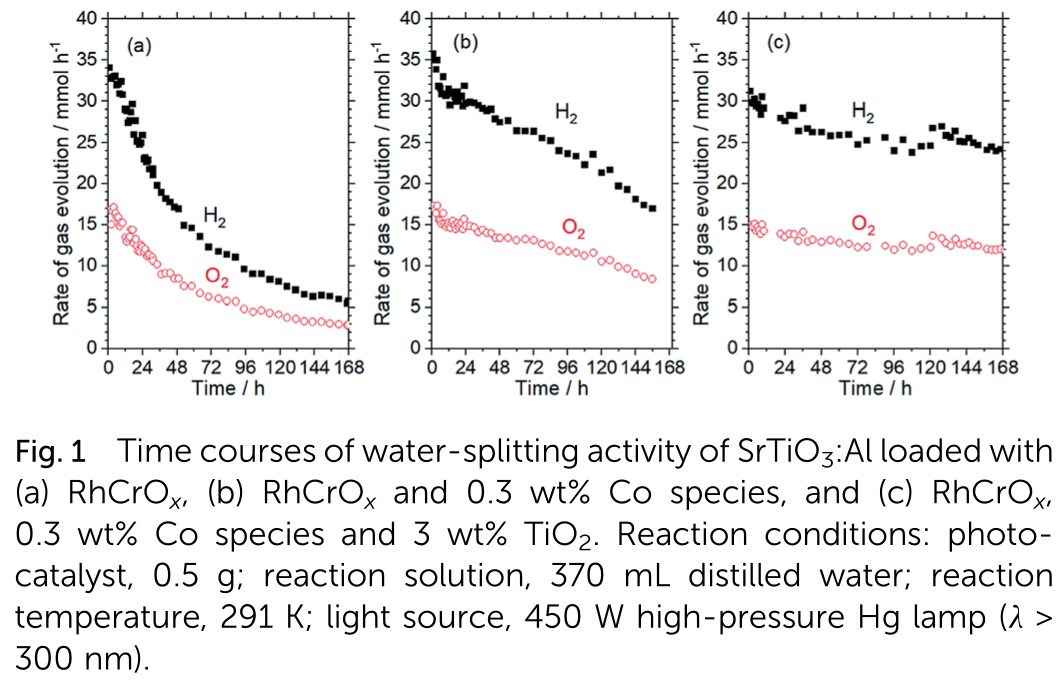 (a)
H₂
O₂
Rate of gas evolution / mmol h⁻¹
40
35
30
25
20
15
10
5
0
0 24 48 72 96 120 144 168
Time / h
(b)
H₂
O₂
Rate of gas evolution / mmol h⁻¹
40
35
30
25
20
15
10
5
0
0 24 48 72 96 120 144 168
Time / h
(c)
H₂
O₂
Rate of gas evolution / mmol h⁻¹
40
35
30
25
20
15
10
5
0
0 24 48 72 96 120 144 168
Time / h
Fig. 1 Time courses of water-splitting activity of SrTiO₃:Al loaded with
(a) RhCrOₓ, (b) RhCrOₓ and 0.3 wt% Co species, and (c) RhCrOₓ,
0.3 wt% Co species and 3 wt% TiO₂. Reaction conditions: photo-
catalyst, 0.5 g; reaction solution, 370 mL distilled water; reaction
temperature, 291 K; light source, 450 W high-pressure Hg lamp (λ >
300 nm).